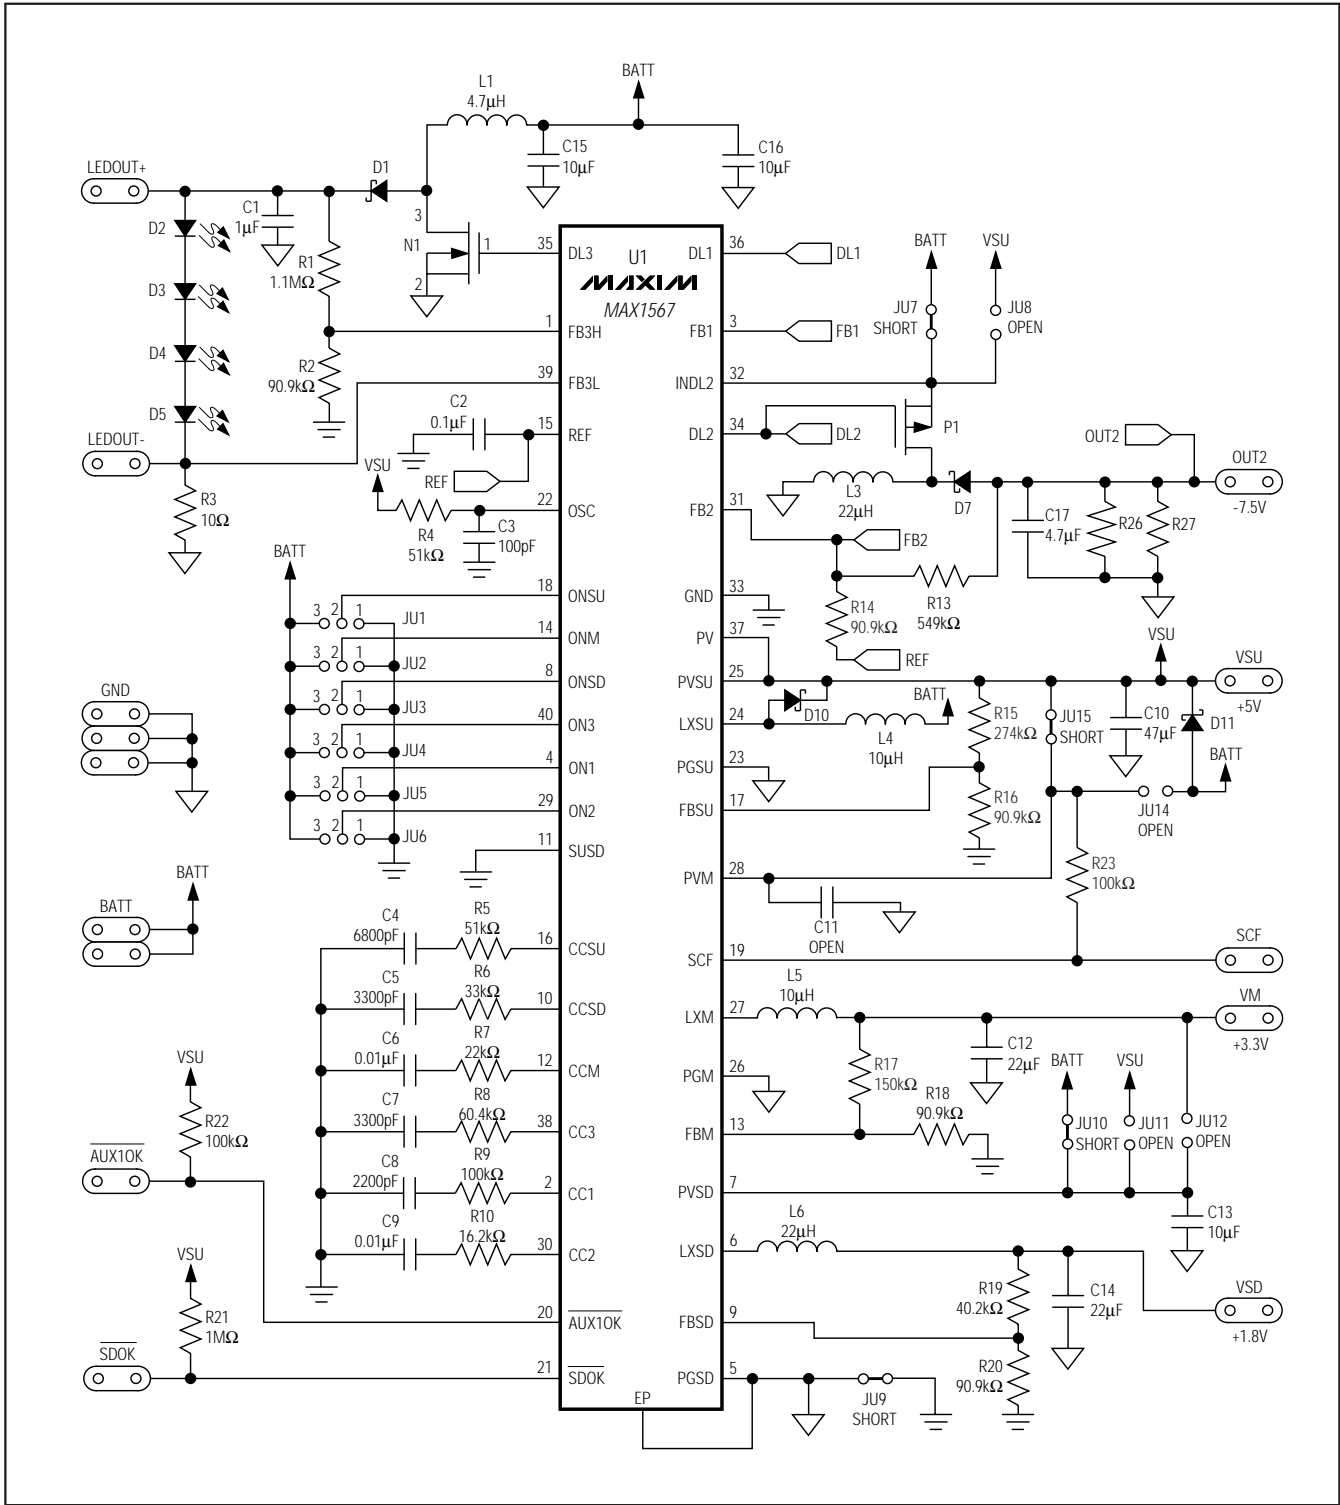 BATT
L1
4.7µH
C15
10µF
C16
10µF
LEDOUT+
D1
C1
1µF
D2
R1
1.1MΩ
D3
D4
D5
R2
90.9kΩ
3
N1
1
2
LEDOUT-
R3
10Ω
U1
MAXIM
MAX1567
35
DL3
1
FB3H
39
FB3L
C2
0.1µF
15
REF
REF
VSU
22
OSC
R4
51kΩ
C3
100pF
BATT
18
ONSU
3 2 1
JU1
14
ONM
3 2 1
JU2
8
ONSD
3 2 1
JU3
40
ON3
3 2 1
JU4
4
ON1
3 2 1
JU5
29
ON2
3 2 1
JU6
11
SUSD
GND
BATT
BATT
C4
6800pF
R5
51kΩ
16
CCSU
C5
3300pF
R6
33kΩ
10
CCSD
C6
0.01µF
R7
22kΩ
12
CCM
C7
3300pF
R8
60.4kΩ
38
CC3
C8
2200pF
R9
100kΩ
2
CC1
C9
0.01µF
R10
16.2kΩ
30
CC2
VSU
R22
100kΩ
AUX1OK
20
AUX1OK
VSU
R21
1MΩ
SDOK
21
SDOK
EP
DL1
36
DL1
BATT
VSU
JU7
SHORT
JU8
OPEN
FB1
3
FB1
INDL2
32
DL2
34
DL2
P1
OUT2
OUT2
-7.5V
L3
22µH
D7
C17
4.7µF
R26
R27
FB2
31
FB2
R13
549kΩ
R14
90.9kΩ
REF
GND
33
PV
37
PVSU
25
VSU
VSU
+5V
D10
LXSU
24
L4
10µH
BATT
R15
274kΩ
JU15
SHORT
C10
47µF
D11
BATT
PGSU
23
FBSU
17
R16
90.9kΩ
JU14
OPEN
PVM
28
C11
OPEN
R23
100kΩ
SCF
19
SCF
LXM
27
L5
10µH
VM
+3.3V
C12
22µF
R17
150kΩ
PGM
26
R18
90.9kΩ
FBM
13
BATT
VSU
JU10
SHORT
JU11
OPEN
JU12
OPEN
PVSD
7
C13
10µF
LXSD
6
L6
22µH
R19
40.2kΩ
C14
22µF
VSD
+1.8V
FBSD
9
R20
90.9kΩ
PGSD
5
JU9
SHORT